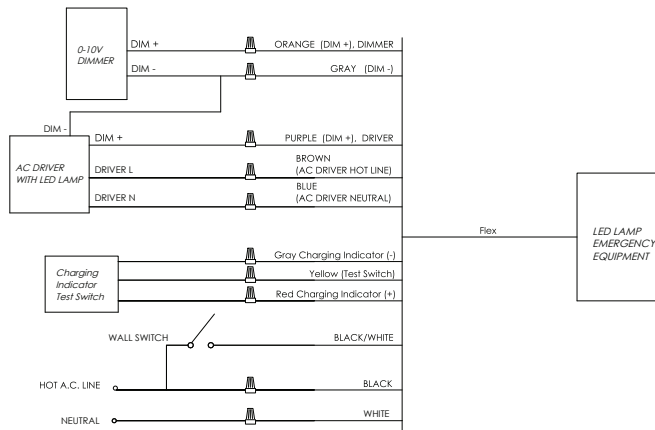 0-10V
DIMMER
DIM +
ORANGE (DIM +), DIMMER
DIM -
GRAY (DIM -)
DIM -
AC DRIVER
WITH LED LAMP
DIM +
PURPLE (DIM +), DRIVER
DRIVER L
BROWN
(AC DRIVER HOT LINE)
DRIVER N
BLUE
(AC DRIVER NEUTRAL)
Flex
LED LAMP
EMERGENCY
EQUIPMENT
Charging
Indicator
Test Switch
Gray Charging Indicator (-)
Yellow (Test Switch)
Red Charging Indicator (+)
WALL SWITCH
BLACK/WHITE
HOT A.C. LINE
BLACK
NEUTRAL
WHITE